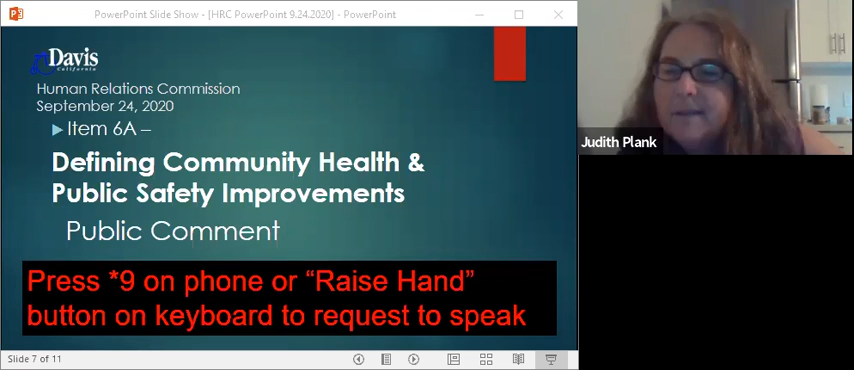 PowerPoint Slide Show - [HRC PowerPoint 9.24.2020] - PowerPoint
Davis
California
Human Relations Commission
September 24, 2020
Item 6A –
Defining Community Health &
Public Safety Improvements
Public Comment
Press *9 on phone or “Raise Hand”
button on keyboard to request to speak
Slide 7 of 11
Judith Plank